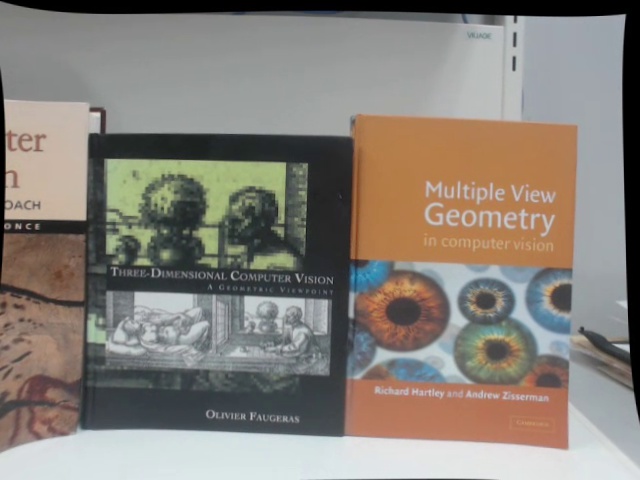 ter
n
OACH
ONCE
THREE-DIMENSIONAL COMPUTER VISION
A GEOMETRIC VIEWPOINT
OLIVIER FAUGERAS
Multiple View
Geometry
in computer vision
Richard Hartley and Andrew Zisserman
CAMBRIDGE